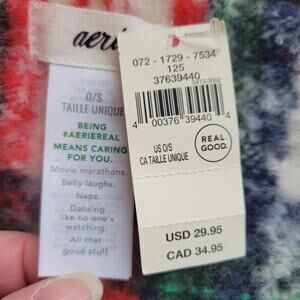 aerie
O/S
TAILLE UNIQUE
BEING
#AERIEREAL
MEANS CARING
FOR YOU.
Movie marathons.
Belly laughs.
Naps.
Dancing
like no one's
watching.
All that
good stuff.
072 - 1729 - 7534
125
37639440
5473-0052
4 00376 39440 4
US O/S
CA TAILLE UNIQUE
REAL
GOOD.
USD 29.95
CAD 34.95